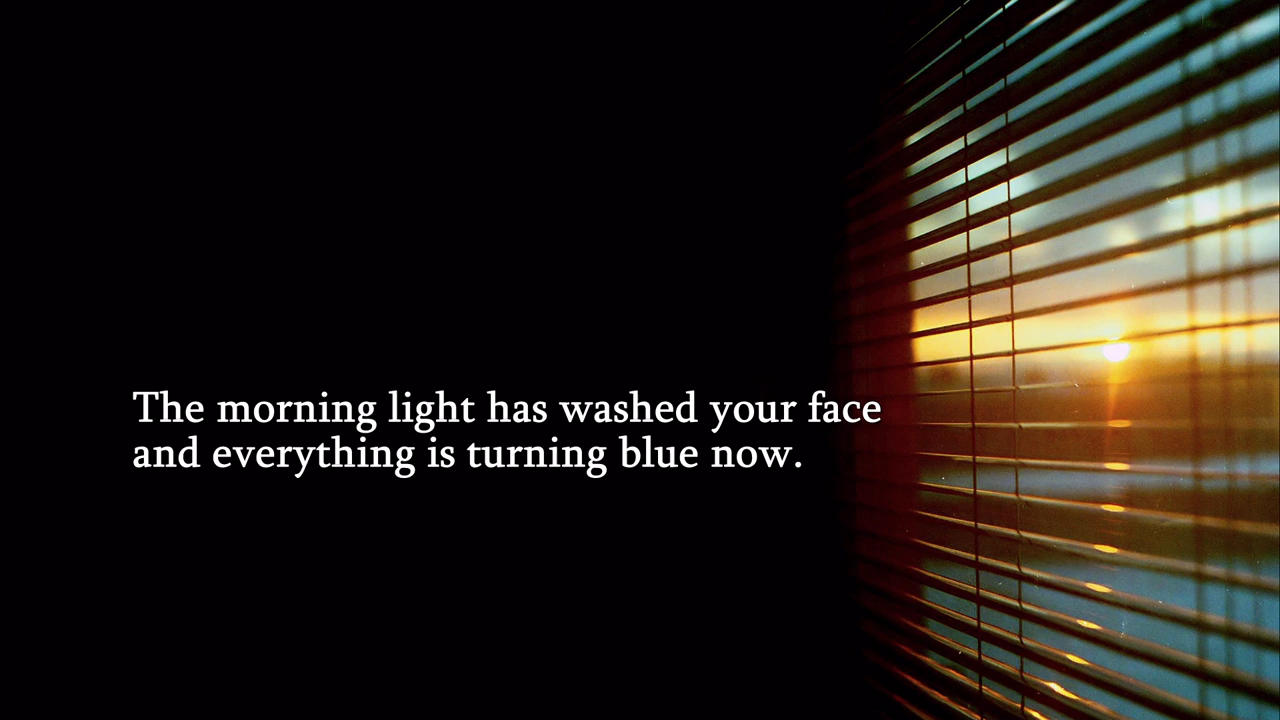 The morning light has washed your face
and everything is turning blue now.